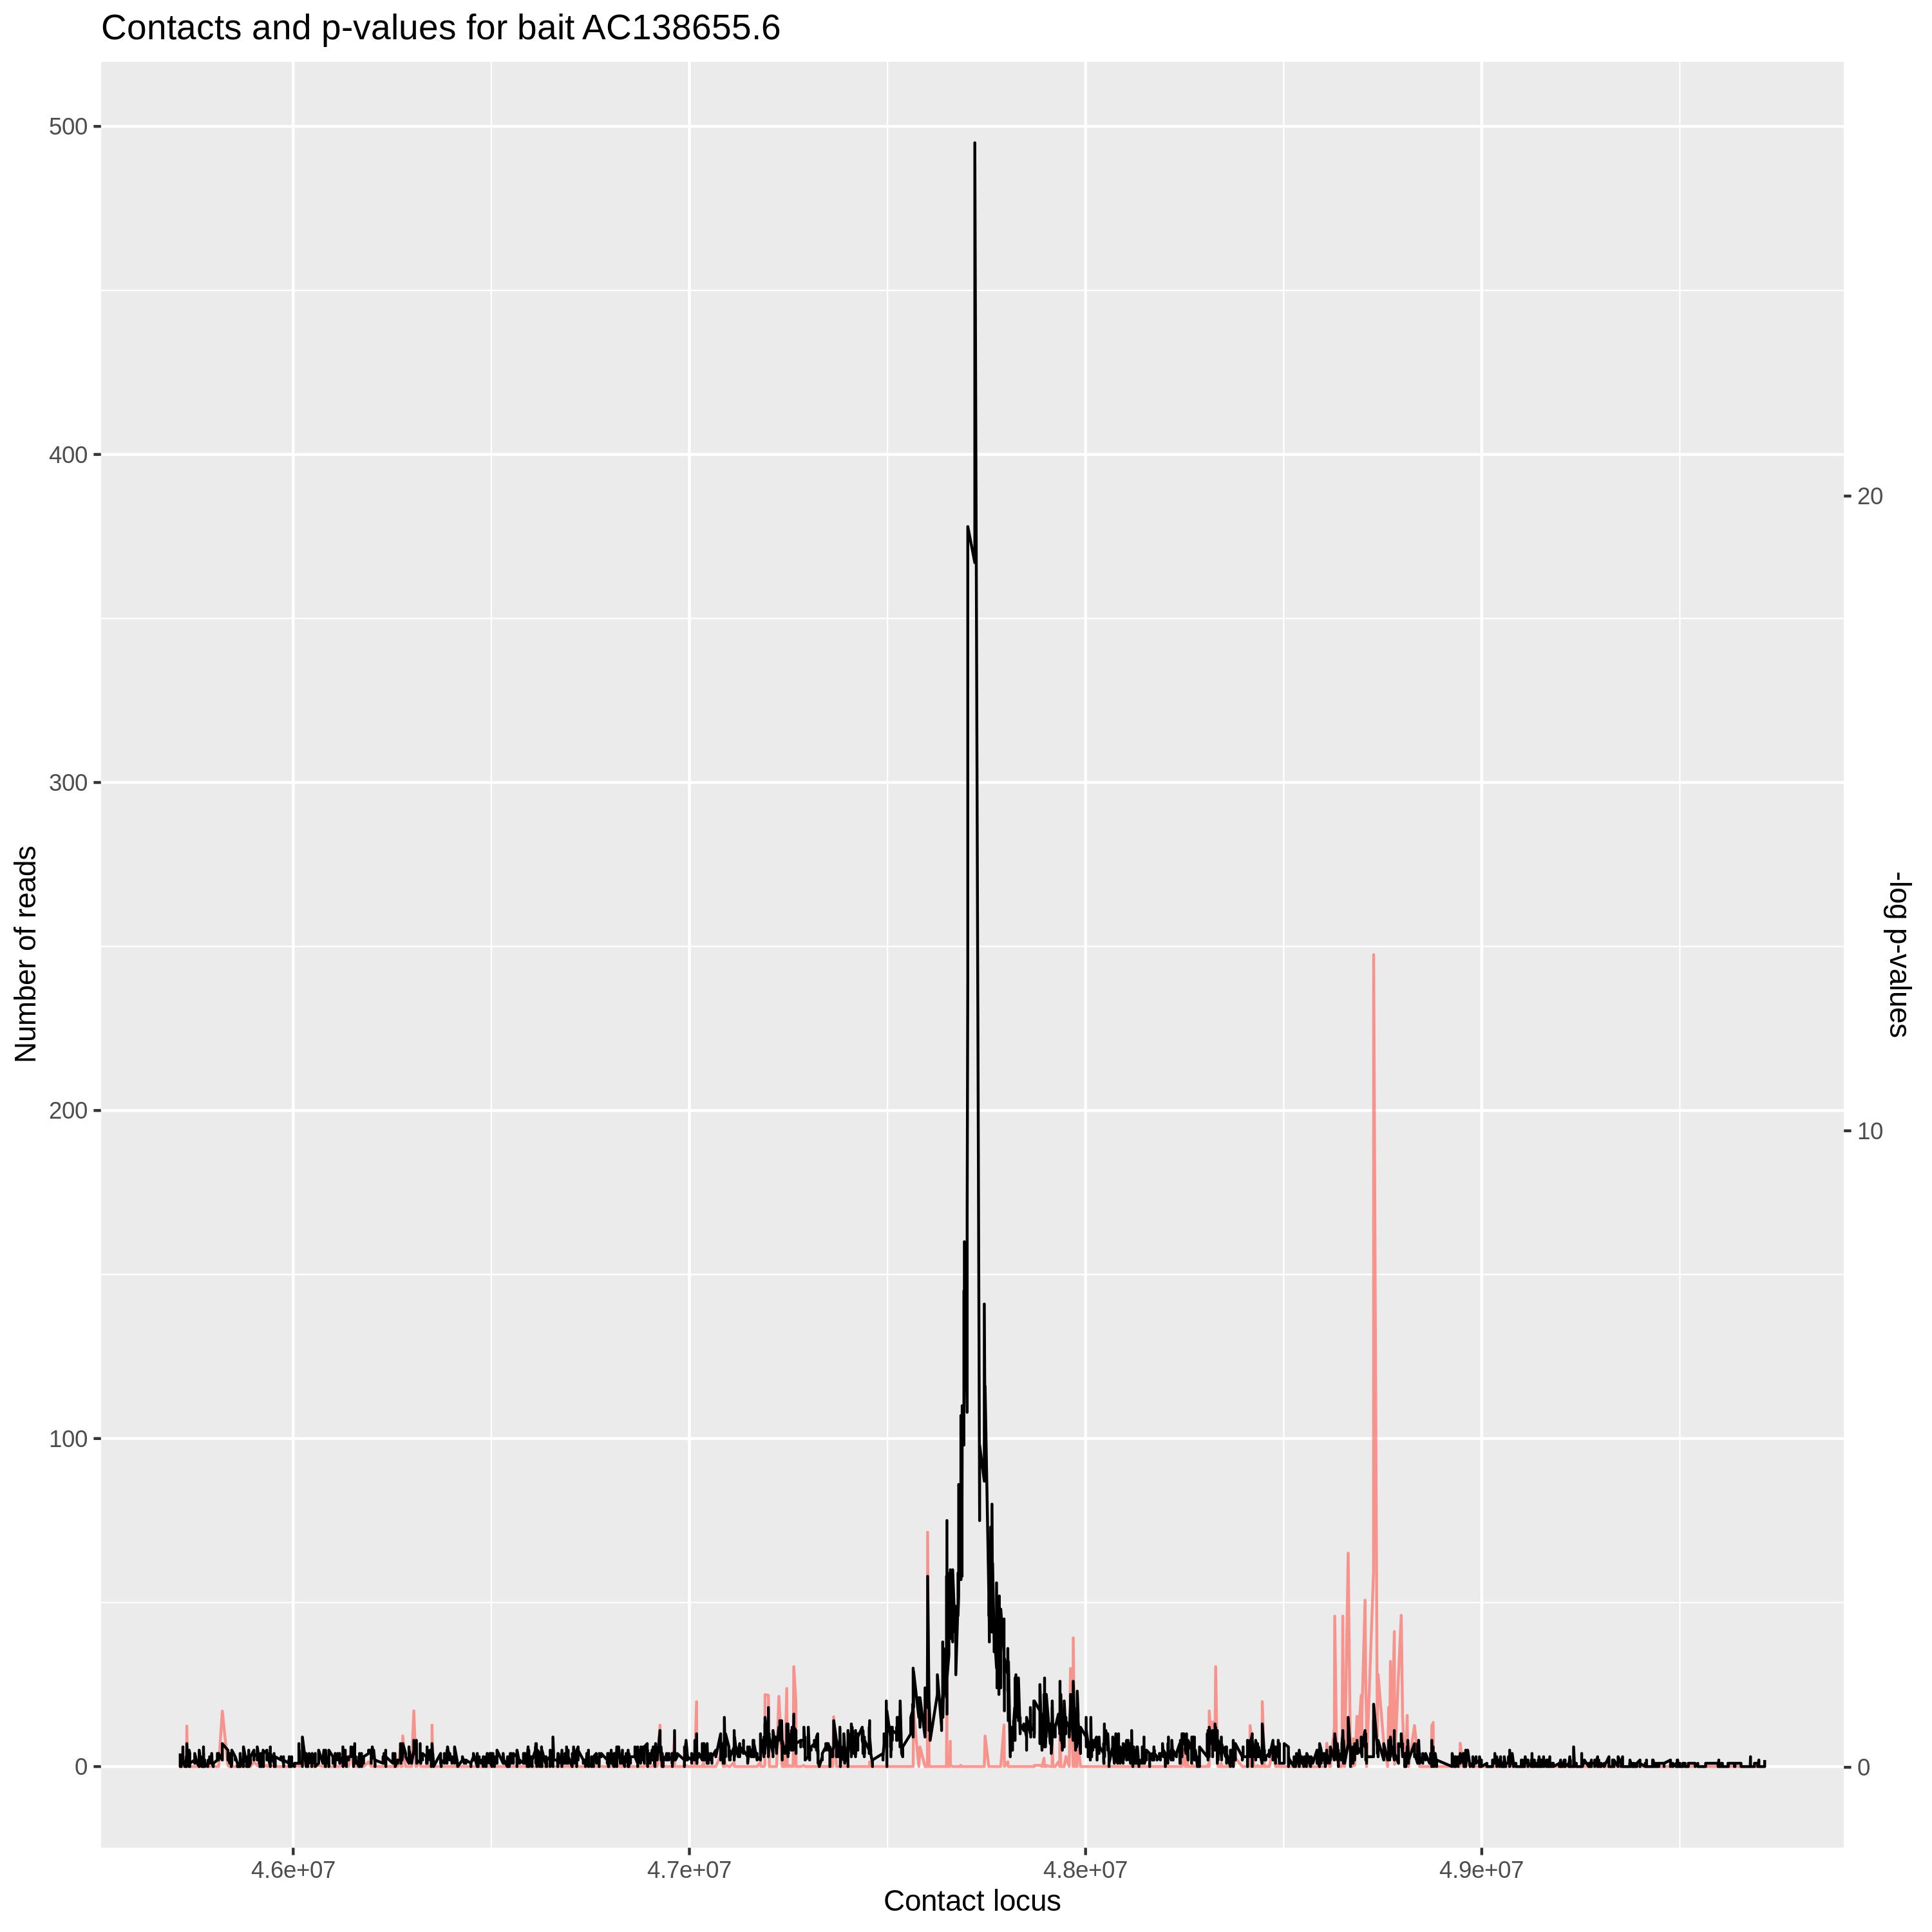 Contacts and p-values for bait AC138655.6
500
400
300
200
100
0
Number of reads
20
10
0
-log p-values
4.6e+07
4.7e+07
4.8e+07
4.9e+07
Contact locus